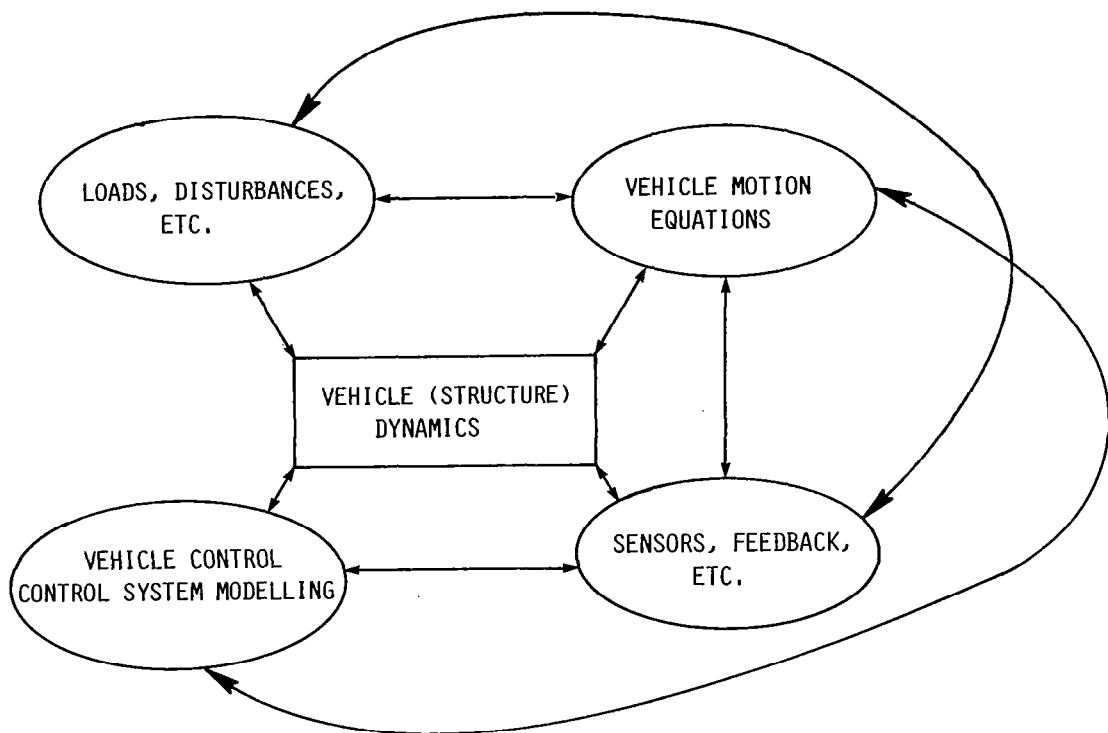 LOADS, DISTURBANCES,
ETC.
VEHICLE MOTION
EQUATIONS
VEHICLE (STRUCTURE)
DYNAMICS
VEHICLE CONTROL
CONTROL SYSTEM MODELLING
SENSORS, FEEDBACK,
ETC.